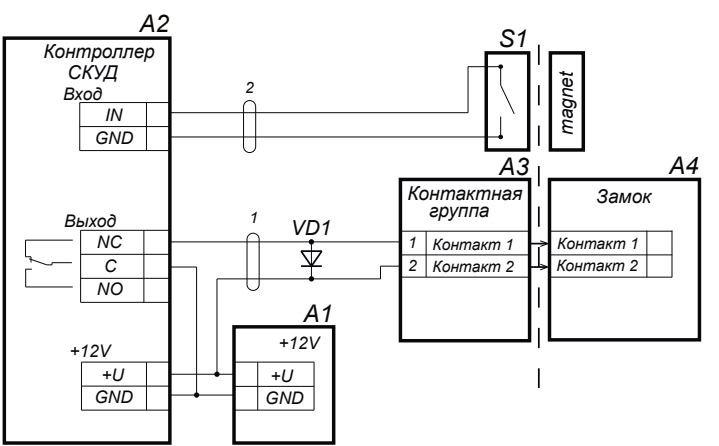 A2
Контроллер
СКУД
Вход
IN
GND
2
S1
magnet
Выход
NC
C
NO
1
VD1
A3
Контактная
группа
1 Контакт 1
2 Контакт 2
A4
Замок
Контакт 1
Контакт 2
+12V
+U
GND
A1
+12V
+U
GND